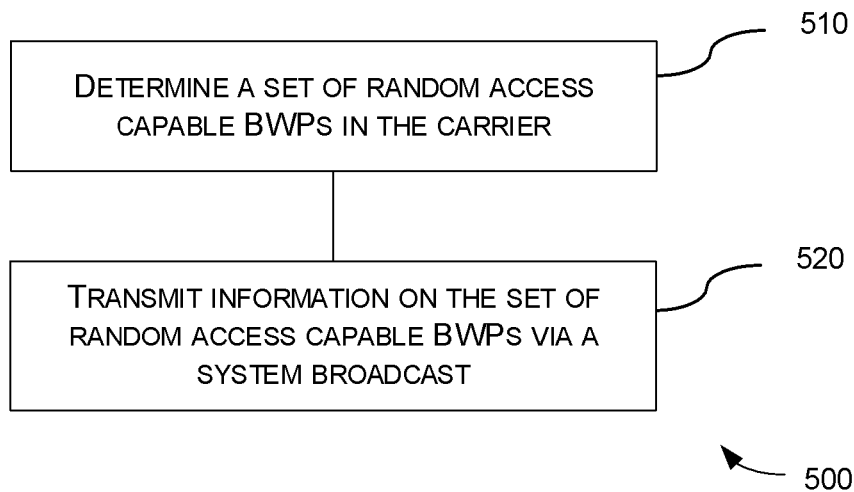 510
DETERMINE A SET OF RANDOM ACCESS
CAPABLE BWPS IN THE CARRIER
520
TRANSMIT INFORMATION ON THE SET OF
RANDOM ACCESS CAPABLE BWPS VIA A
SYSTEM BROADCAST
500